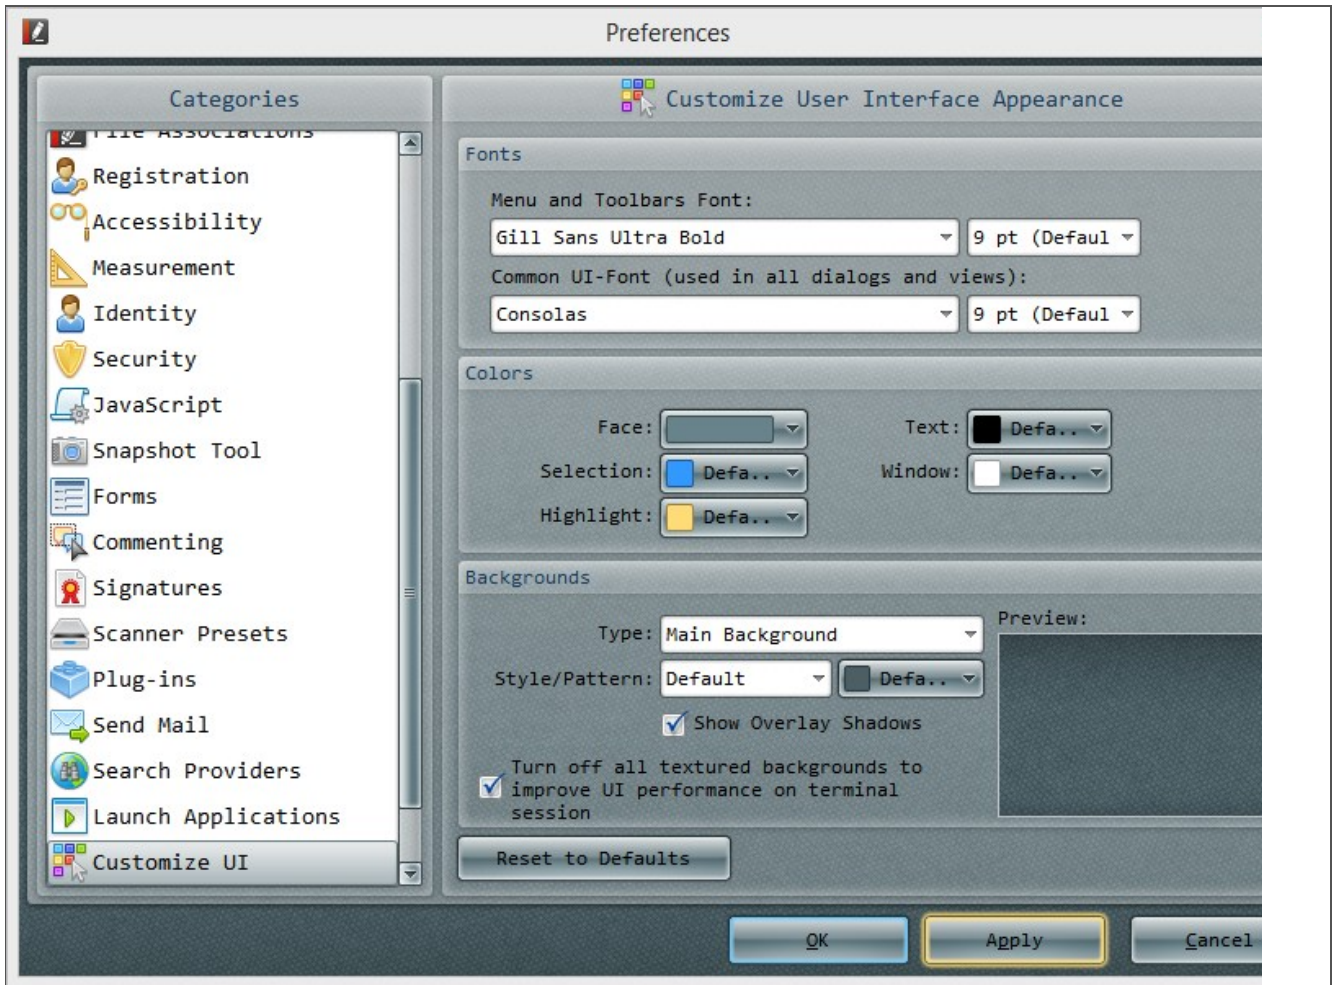 Preferences
Categories
File Associations
Registration
Accessibility
Measurement
Identity
Security
JavaScript
Snapshot Tool
Forms
Commenting
Signatures
Scanner Presets
Plug-ins
Send Mail
Search Providers
Launch Applications
Customize UI
Customize User Interface Appearance
Fonts
Menu and Toolbars Font:
Gill Sans Ultra Bold 9 pt (Defaul
Common UI-Font (used in all dialogs and views):
Consolas 9 pt (Defaul
Colors
Face: Text: Defa..
Selection: Defa.. Window: Defa..
Highlight: Defa..
Backgrounds
Type: Main Background Preview:
Style/Pattern: Default Defa..
Show Overlay Shadows
Turn off all textured backgrounds to
improve UI performance on terminal
session
Reset to Defaults
OK Apply Cancel